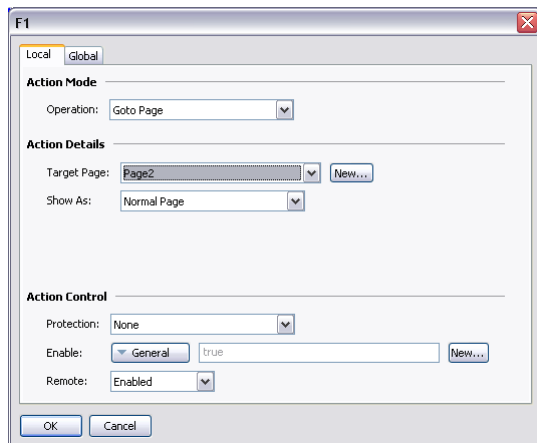 F1
Local Global
Action Mode
Operation: Goto Page
Action Details
Target Page: Page2 New...
Show As: Normal Page
Action Control
Protection: None
Enable: General true New...
Remote: Enabled
OK Cancel